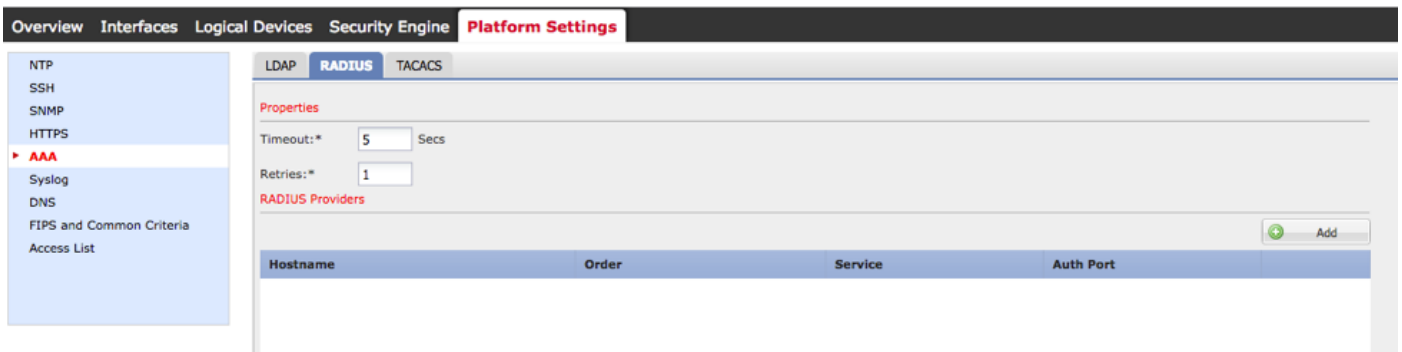 Overview Interfaces Logical Devices Security Engine Platform Settings
NTP
SSH
SNMP
HTTPS
AAA
Syslog
DNS
FIPS and Common Criteria
Access List
LDAP RADIUS TACACS
Properties
Timeout:* 5 Secs
Retries:* 1
RADIUS Providers
Add
Hostname Order Service Auth Port